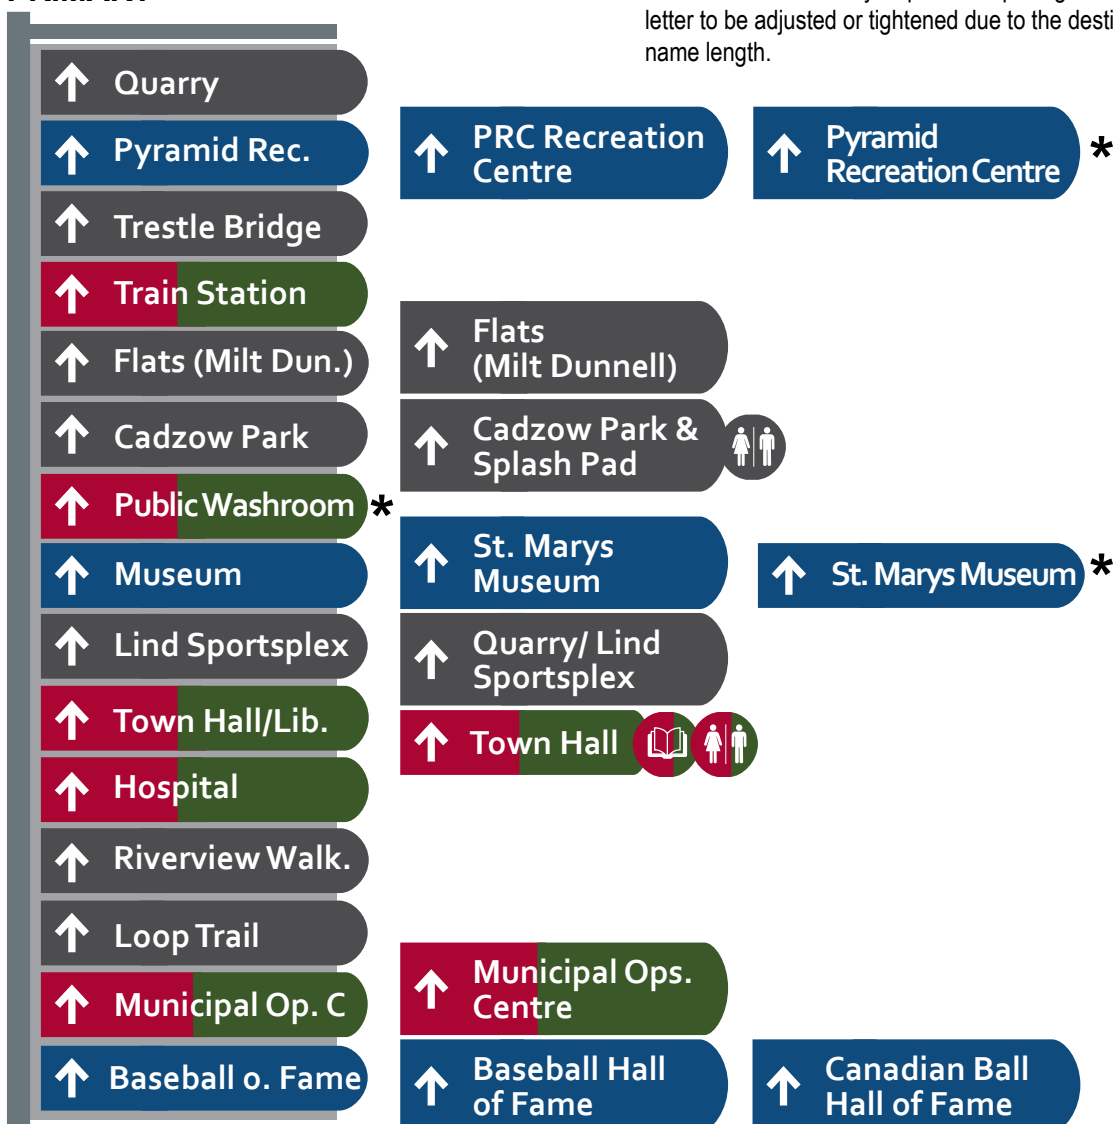 letter to be adjusted or tightened due to the desti
name length.
Quarry
Pyramid Rec.
PRC Recreation
Centre
Pyramid
Recreation Centre *
Trestle Bridge
Train Station
Flats (Milt Dun.)
Flats
(Milt Dunnell)
Cadzow Park
Cadzow Park &
Splash Pad
Public Washroom *
Museum
St. Marys
Museum
St. Marys Museum *
Lind Sportsplex
Quarry/ Lind
Sportsplex
Town Hall/Lib.
Town Hall
Hospital
Riverview Walk.
Loop Trail
Municipal Op. C
Municipal Ops.
Centre
Baseball o. Fame
Baseball Hall
of Fame
Canadian Ball
Hall of Fame